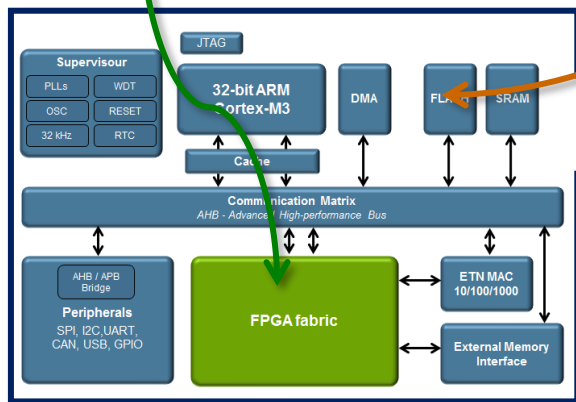 JTAG
Supervisour
PLLs
WDT
OSC
RESET
32 kHz
RTC
32-bit ARM
Cortex-M3
DMA
SRAM
Cache
Communication Matrix
AHB - Advanced High-performance Bus
AHB / APB
Bridge
Peripherals
SPI, I2C,UART,
CAN, USB, GPIO
FPGA fabric
ETN MAC
10/100/1000
External Memory
Interface